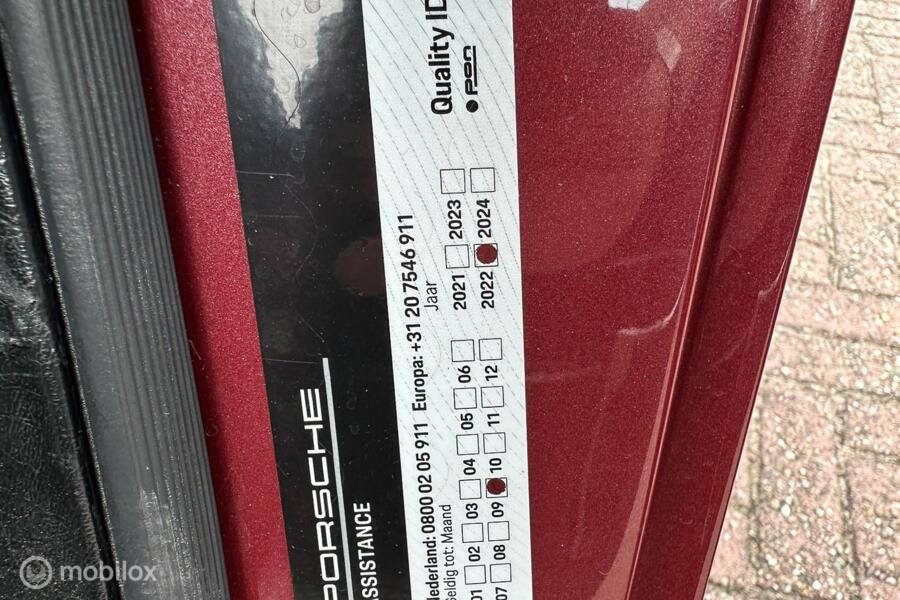 PORSCHE
ASSISTANCE
Nederland: 0800 02 05 911 Europa: +31 20 7546 911
Geldig tot: Maand Jaar
01 02 03 04 05 06 2021 2023
07 08 09 10 11 12 2022 2024
Quality ID
pon
mobilox